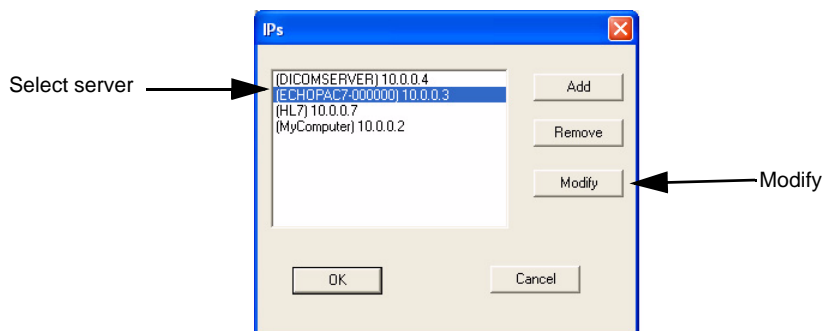 IPs
Select server
(DICOMSERVER) 10.0.0.4
(ECHOPAC7-000000) 10.0.0.3
(HL7) 10.0.0.7
(MyComputer) 10.0.0.2
Add
Remove
Modify
Modify
OK
Cancel